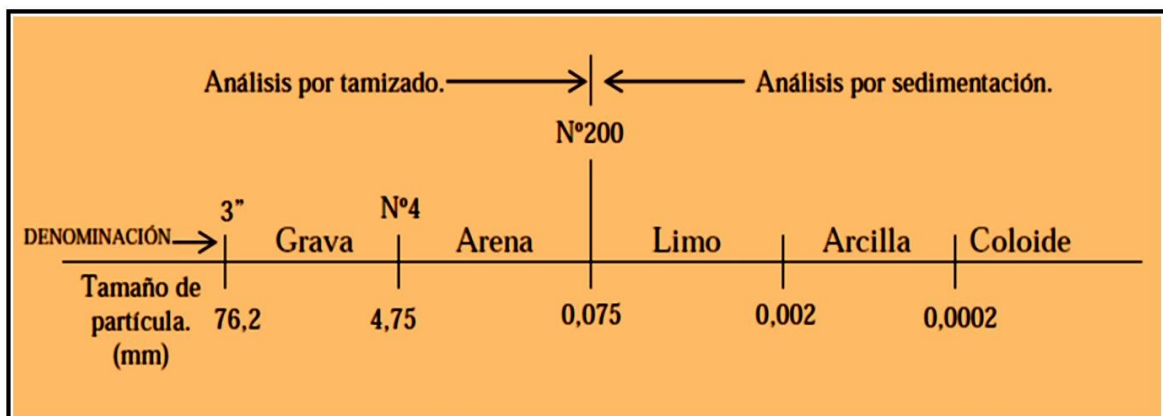 Análisis por tamizado. Análisis por sedimentación.
Nº200
3” Nº4
DENOMINACIÓN Grava Arena Limo Arcilla Coloide
Tamaño de
partícula. 76,2 4,75 0,075 0,002 0,0002
(mm)